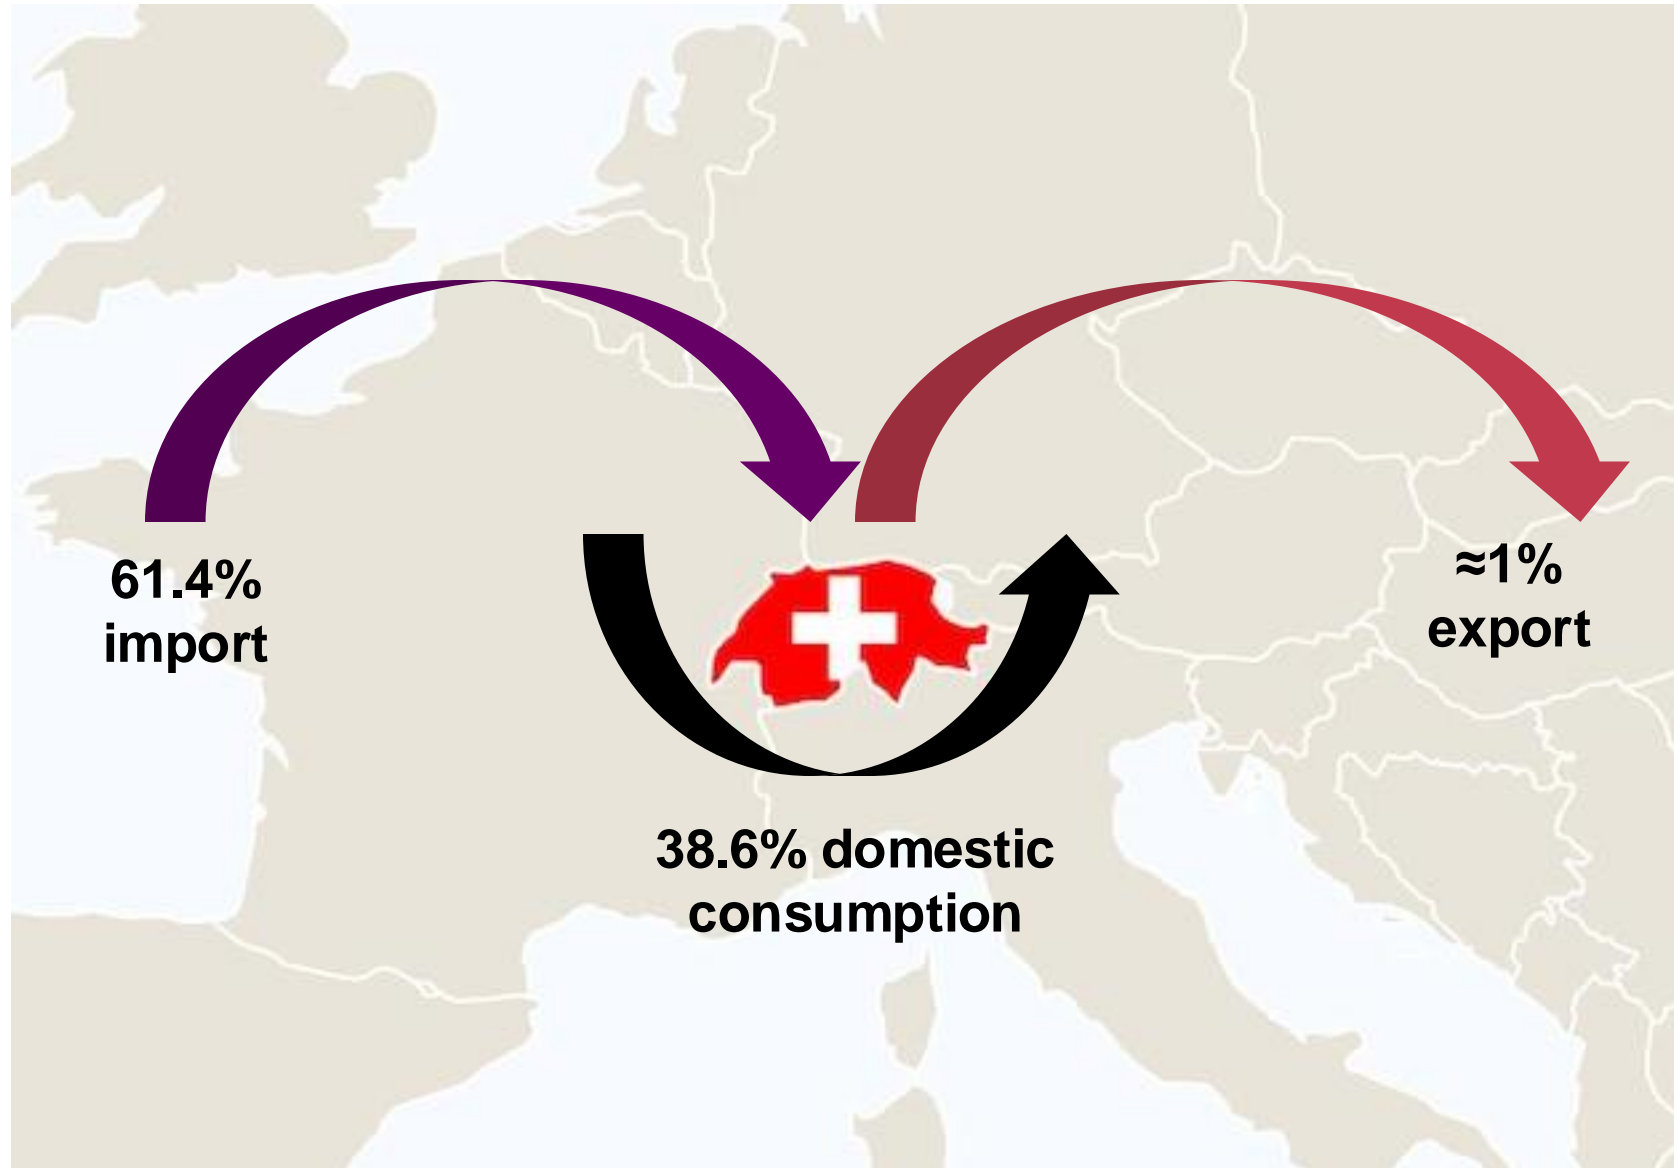 61.4%
import
≈1%
export
38.6% domestic
consumption